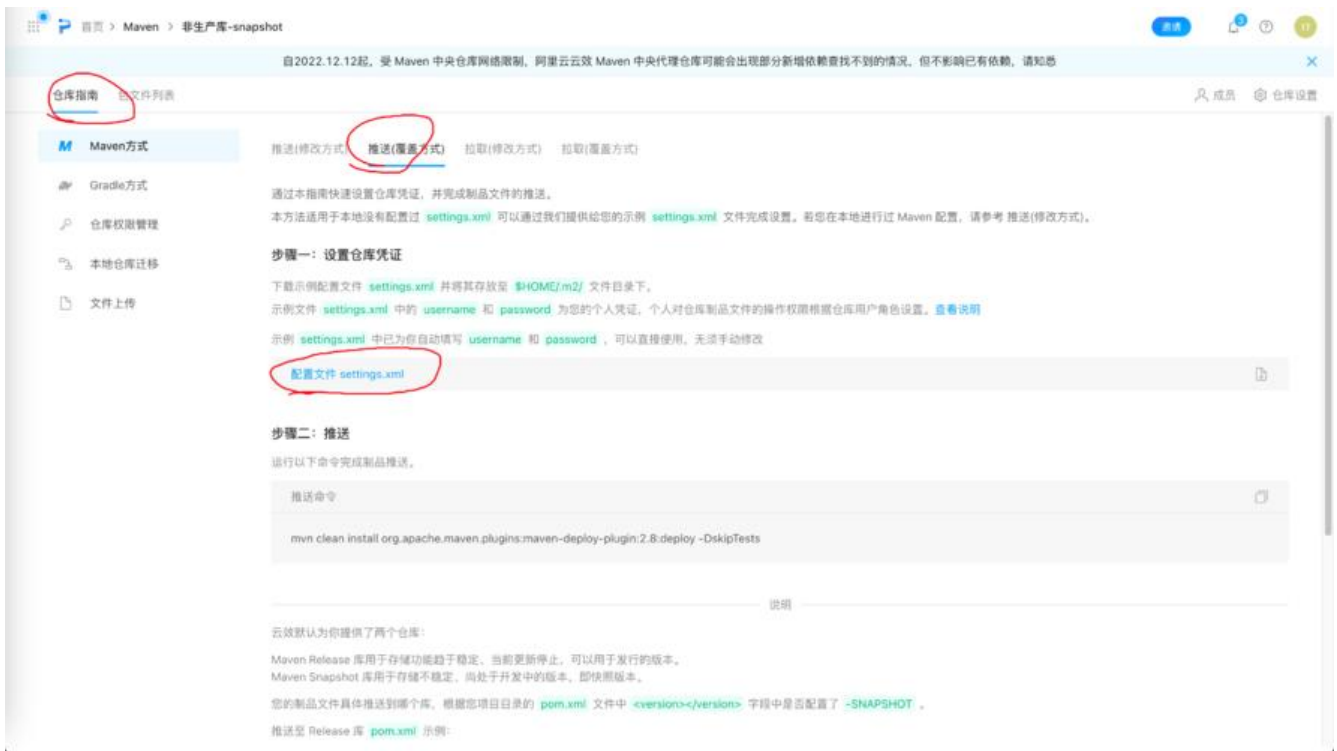 首页 > Maven > 非生产库-snapshot
邀请
3
自2022.12.12起，受 Maven 中央仓库网络限制，阿里云云效 Maven 中央代理仓库可能会出现部分新增依赖查找不到的情况，但不影响已有依赖，请知悉
仓库指南 包文件列表
成员 仓库设置
Maven方式
Gradle方式
仓库权限管理
本地仓库迁移
文件上传
推送(修改方式) 推送(覆盖方式) 拉取(修改方式) 拉取(覆盖方式)
通过本指南快速设置仓库凭证，并完成制品文件的推送。
本方法适用于本地没有配置过 settings.xml 可以通过我们提供给您的示例 settings.xml 文件完成设置。若您在本地进行过 Maven 配置，请参考 推送(修改方式)。
步骤一：设置仓库凭证
下载示例配置文件 settings.xml 并将其存放至 $HOME/.m2/ 文件目录下。
示例文件 settings.xml 中的 username 和 password 为您的个人凭证，个人对仓库制品文件的操作权限根据仓库用户角色设置。查看说明
示例 settings.xml 中已为你自动填写 username 和 password ，可以直接使用，无须手动修改
配置文件 settings.xml
步骤二：推送
运行以下命令完成制品推送。
推送命令
mvn clean install org.apache.maven.plugins:maven-deploy-plugin:2.8:deploy -DskipTests
说明
云效默认为你提供了两个仓库：
Maven Release 库用于存储功能趋于稳定、当前更新停止，可以用于发行的版本。
Maven Snapshot 库用于存储不稳定、尚处于开发中的版本，即快照版本。
您的制品文件具体推送到哪个库，根据您项目目录的 pom.xml 文件中 <version></version> 字段中是否配置了 -SNAPSHOT 。
推送至 Release 库 pom.xml 示例：